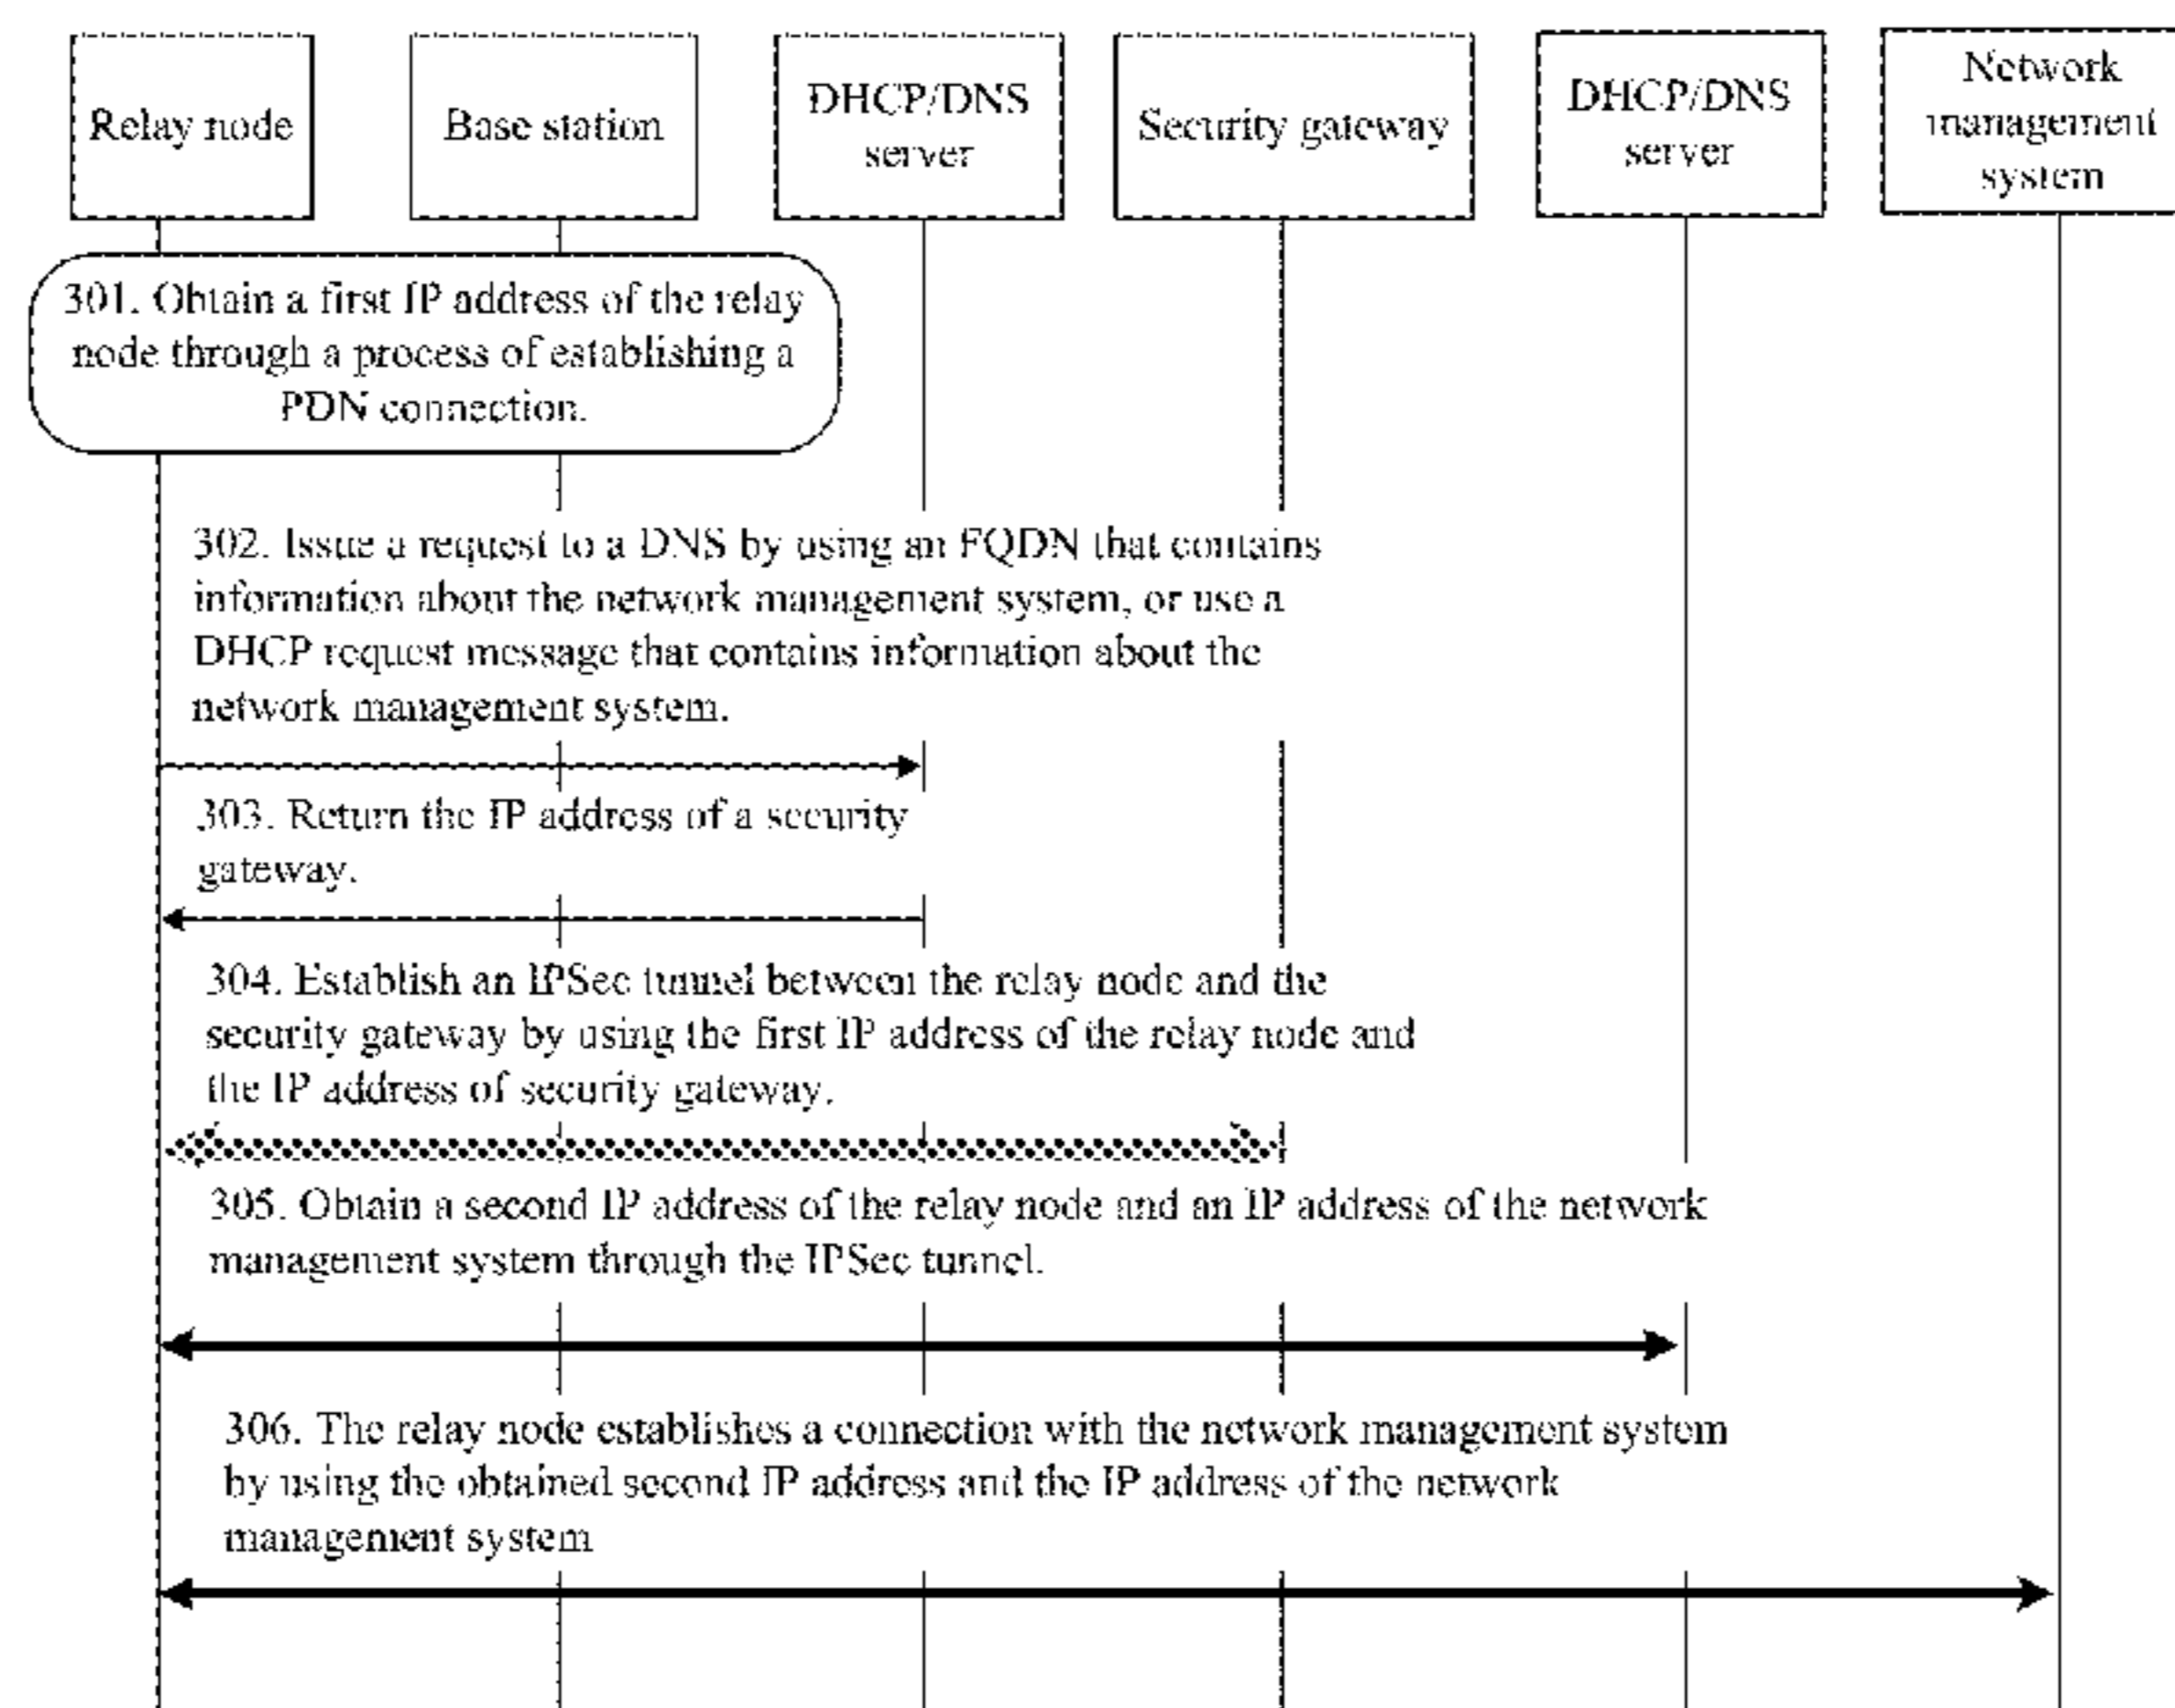 Relay node
Base station
DHCP/DNS
server
Security gateway
DHCP/DNS
server
Network
management
system
301. Obtain a first IP address of the relay
node through a process of establishing a
PDN connection.
302. Issue a request to a DNS by using an FQDN that contains
information about the network management system, or use a
DHCP request message that contains information about the
network management system.
303. Return the IP address of a security
gateway.
304. Establish an IPSec tunnel between the relay node and the
security gateway by using the first IP address of the relay node and
the IP address of security gateway.
305. Obtain a second IP address of the relay node and an IP address of the network
management system through the IPSec tunnel.
306. The relay node establishes a connection with the network management system
by using the obtained second IP address and the IP address of the network
management system